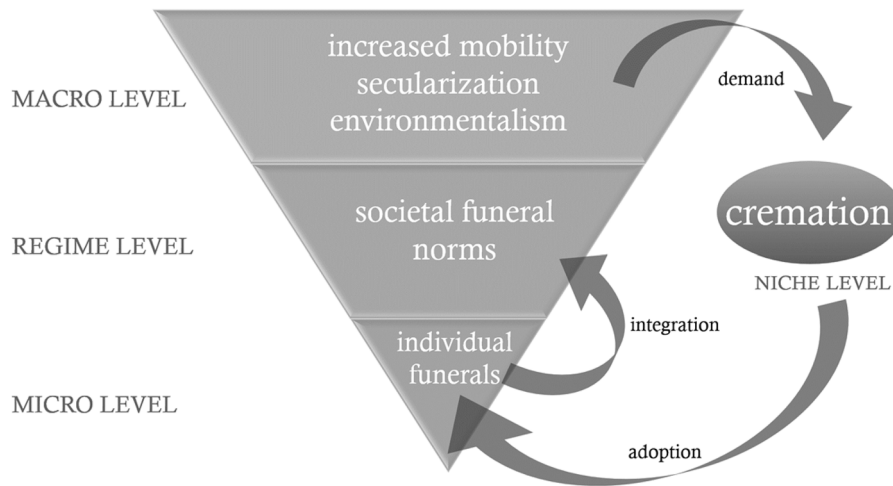 increased mobility
secularization
environmentalism
MACRO LEVEL
demand
societal funeral
norms
REGIME LEVEL
cremation
NICHE LEVEL
integration
individual
funerals
MICRO LEVEL
adoption